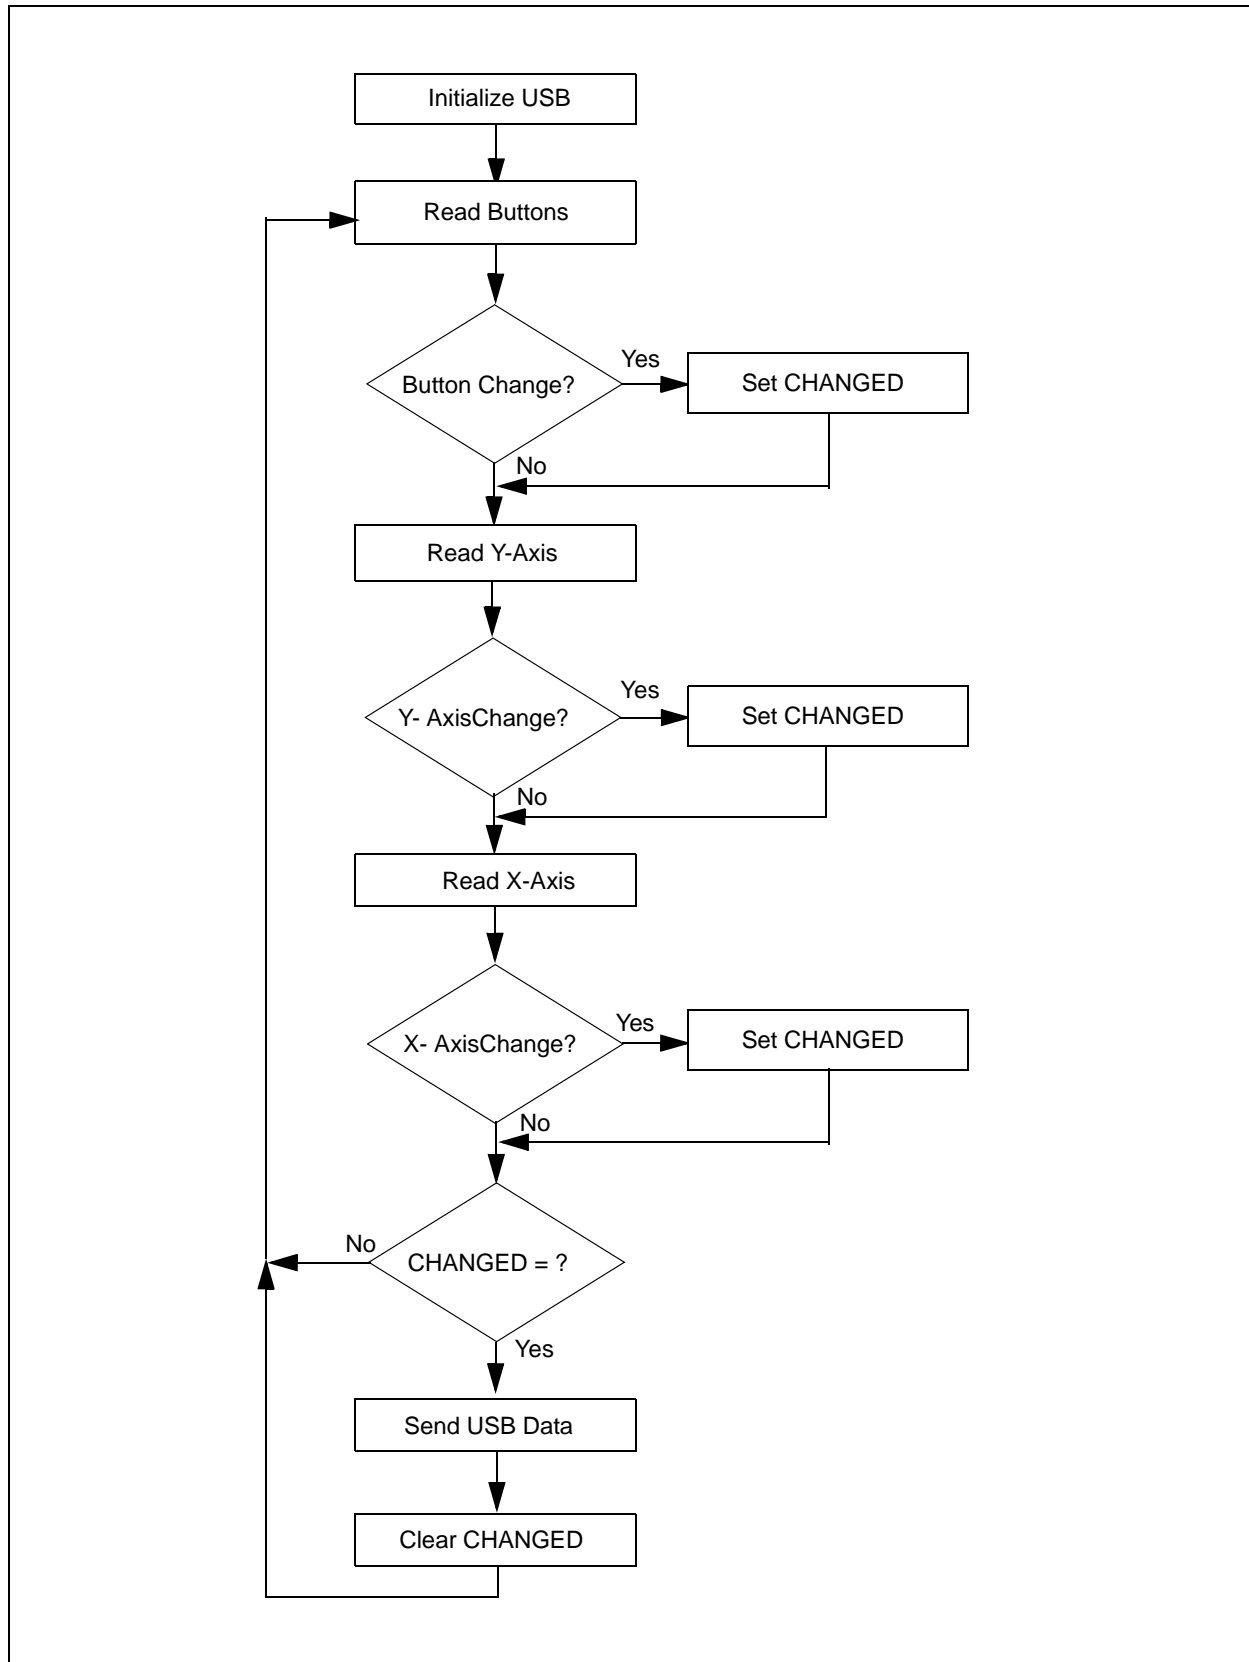 Initialize USB
Read Buttons
Button Change?
Yes
Set CHANGED
No
Read Y-Axis
Y- AxisChange?
Yes
Set CHANGED
No
Read X-Axis
X- AxisChange?
Yes
Set CHANGED
No
CHANGED = ?
No
Yes
Send USB Data
Clear CHANGED